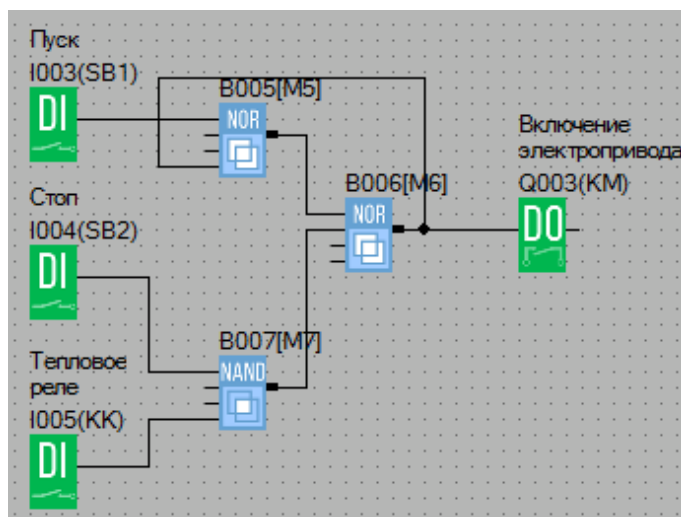 Пуск
I003(SB1)
DI
B005[M5]
NOR
Включение
электропривода
Q003(KM)
DO
B006[M6]
NOR
Стоп
I004(SB2)
DI
B007[M7]
NAND
Тепловое
реле
I005(KK)
DI